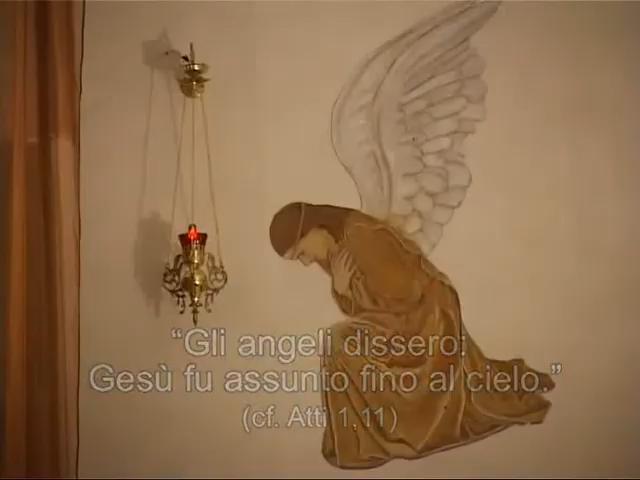 “Gli angeli dissero:
Gesù fu assunto fino al cielo.”
(cf. Atti 1,11)